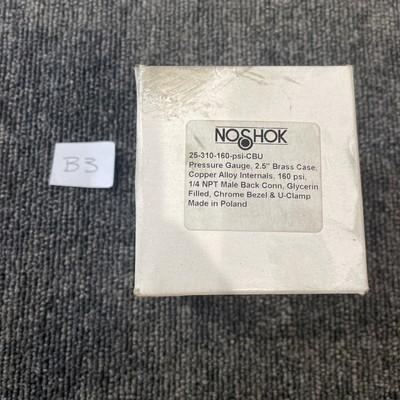 B3
NOSHOK
25-310-160-psi-CBU
Pressure Gauge, 2.5" Brass Case,
Copper Alloy Internals, 160 psi,
1/4 NPT Male Back Conn, Glycerin
Filled, Chrome Bezel & U-Clamp
Made in Poland